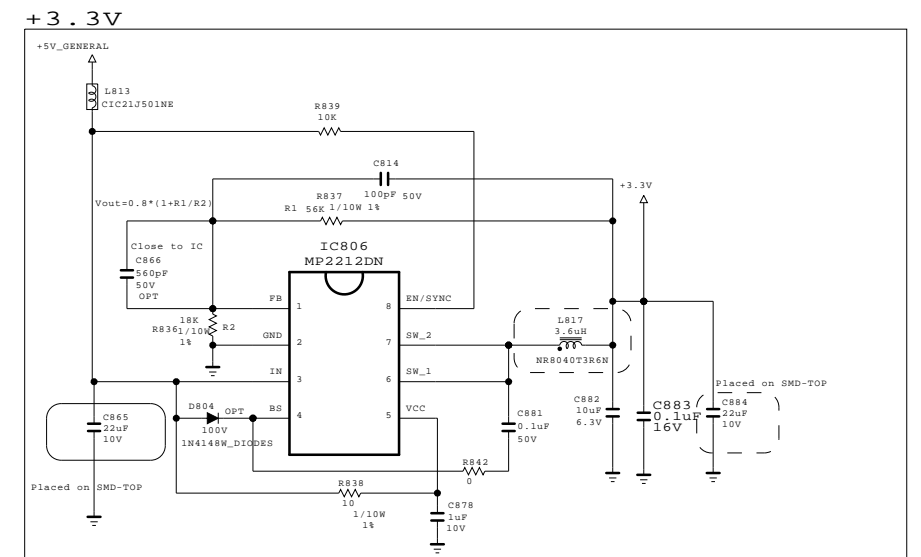 +3.3V
+5V_GENERAL
L813
CIC21J501NE
R839
10K
C814
100pF 50V
R837
R1 56K 1/10W 1%
+3.3V
Vout=0.8*(1+R1/R2)
Close to IC
C866
560pF
50V
OPT
IC806
MP2212DN
FB
1
8
EN/SYNC
18K
R836 1/10W R2
1%
GND
2
7
SW_2
L817
3.6uH
NR8040T3R6N
IN
3
6
SW_1
Placed on SMD-TOP
D804 OPT
100V
1N4148W_DIODES
BS
4
5
VCC
C865
22uF
10V
Placed on SMD-TOP
C881
0.1uF
50V
C882
10uF
6.3V
C883
0.1uF
16V
C884
22uF
10V
R842
0
R838
10
1/10W
1%
C878
1uF
10V